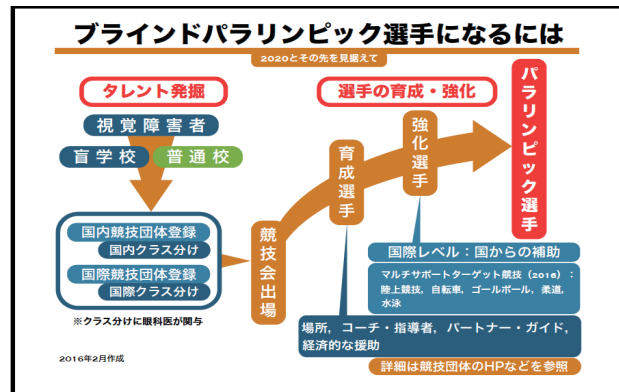 ブラインドパラリンピック選手になるには
2020とその先を見据えて
タレント発掘
視覚障害者
盲学校
普通校
国内競技団体登録
国内クラス分け
国際競技団体登録
国際クラス分け
※クラス分けに眼科医が関与
2016年2月作成
選手の育成・強化
競技会出場
育成選手
強化選手
パラリンピック選手
国際レベル：国からの補助
マルチサポートターゲット競技（2016）：
陸上競技，自転車，ゴールボール，柔道，
水泳
場所，コーチ・指導者，パートナー・ガイド，
経済的な援助
詳細は競技団体のHPなどを参照